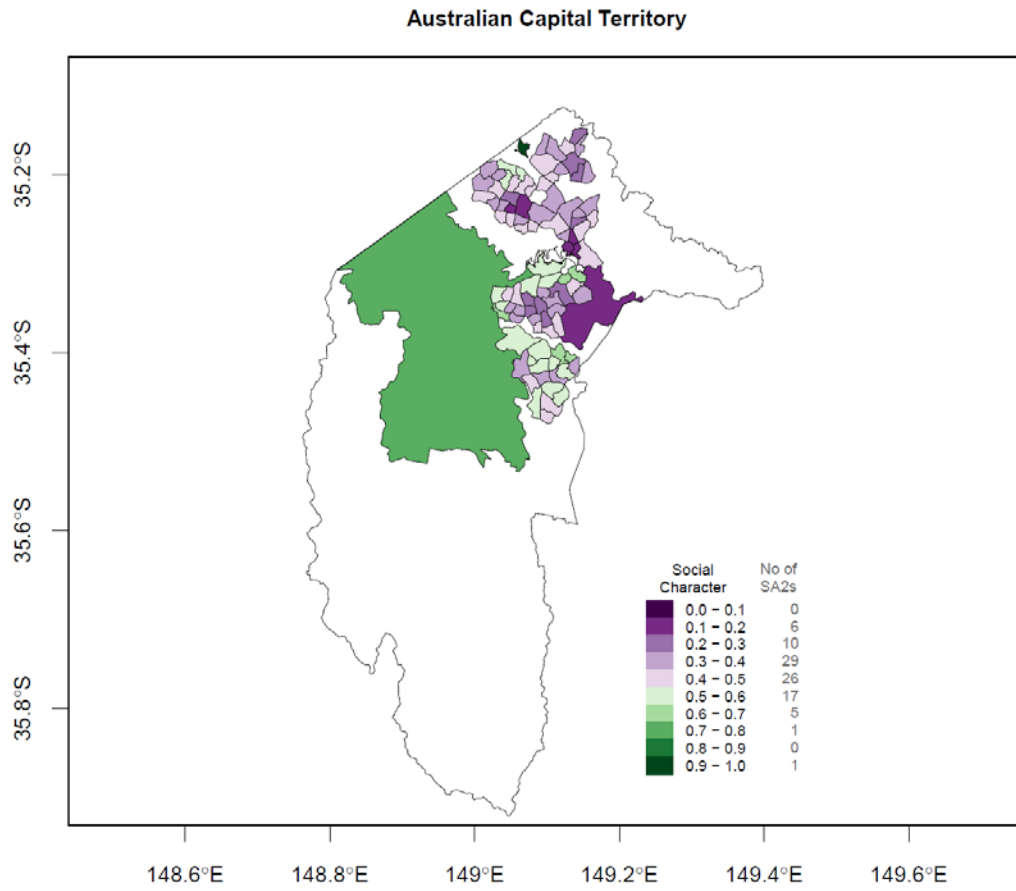 Australian Capital Territory
35.2°S
35.4°S
35.6°S
35.8°S
Social Character
No of SA2s
0.0 − 0.1 0
0.1 − 0.2 6
0.2 − 0.3 10
0.3 − 0.4 29
0.4 − 0.5 26
0.5 − 0.6 17
0.6 − 0.7 5
0.7 − 0.8 1
0.8 − 0.9 0
0.9 − 1.0 1
148.6°E 148.8°E 149°E 149.2°E 149.4°E 149.6°E